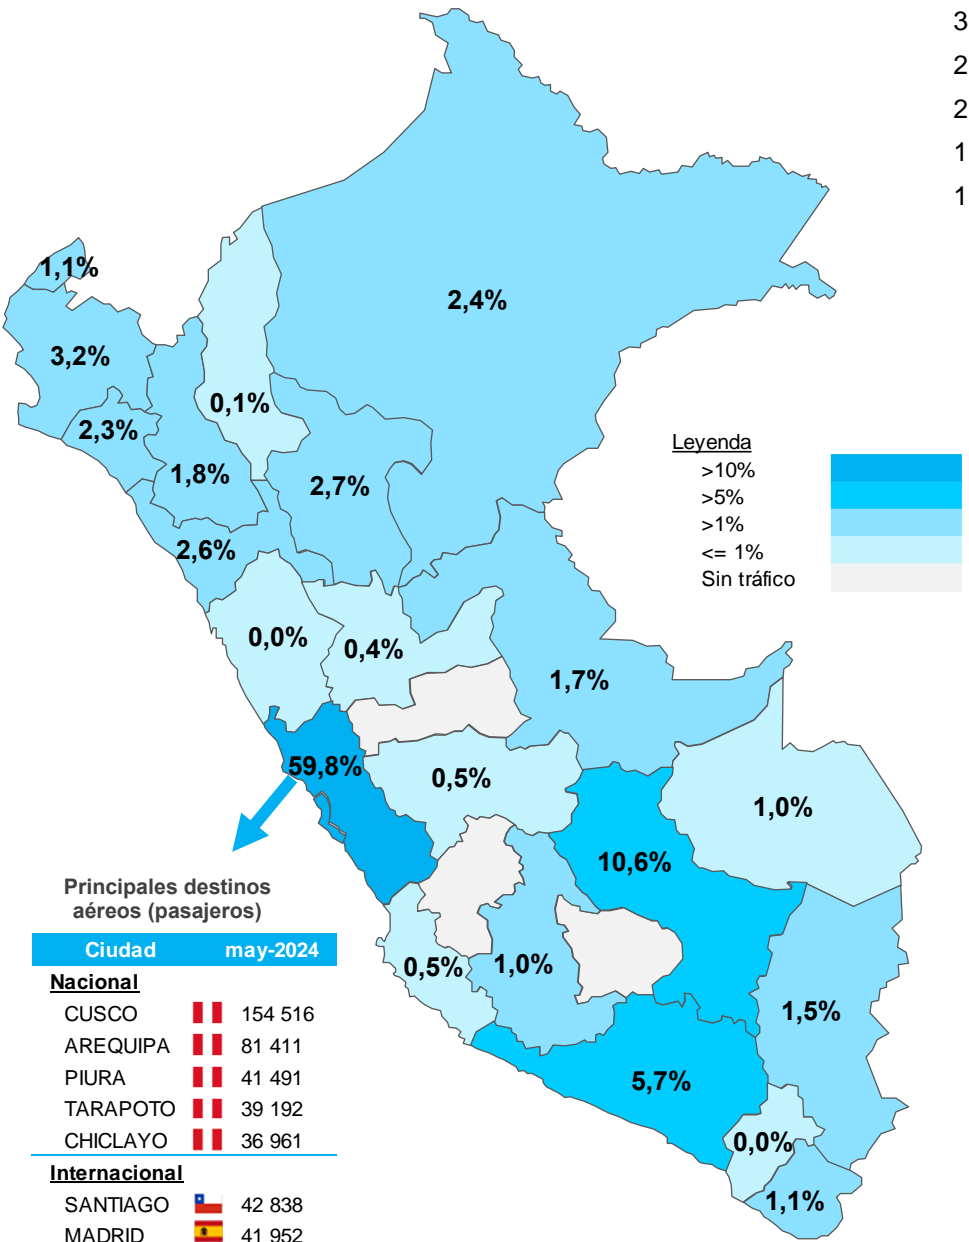 3
2
2
1
1
1,1%
2,4%
3,2%
0,1%
2,3%
1,8%
2,7%
2,6%
Leyenda
>10%
>5%
>1%
<= 1%
Sin tráfico
0,0%
0,4%
1,7%
59,8%
0,5%
1,0%
10,6%
0,5%
1,0%
1,5%
5,7%
0,0%
1,1%
Principales destinos
aéreos (pasajeros)
Ciudad may-2024
Nacional
CUSCO 154 516
AREQUIPA 81 411
PIURA 41 491
TARAPOTO 39 192
CHICLAYO 36 961
Internacional
SANTIAGO 42 838
MADRID 41 952